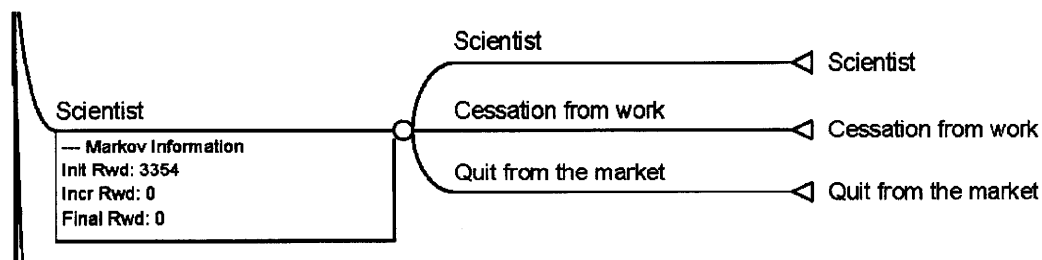 Scientist
Scientist
Scientist
Cessation from work
Cessation from work
--- Markov Information
Init Rwd: 3354
Incr Rwd: 0
Final Rwd: 0
Quit from the market
Quit from the market